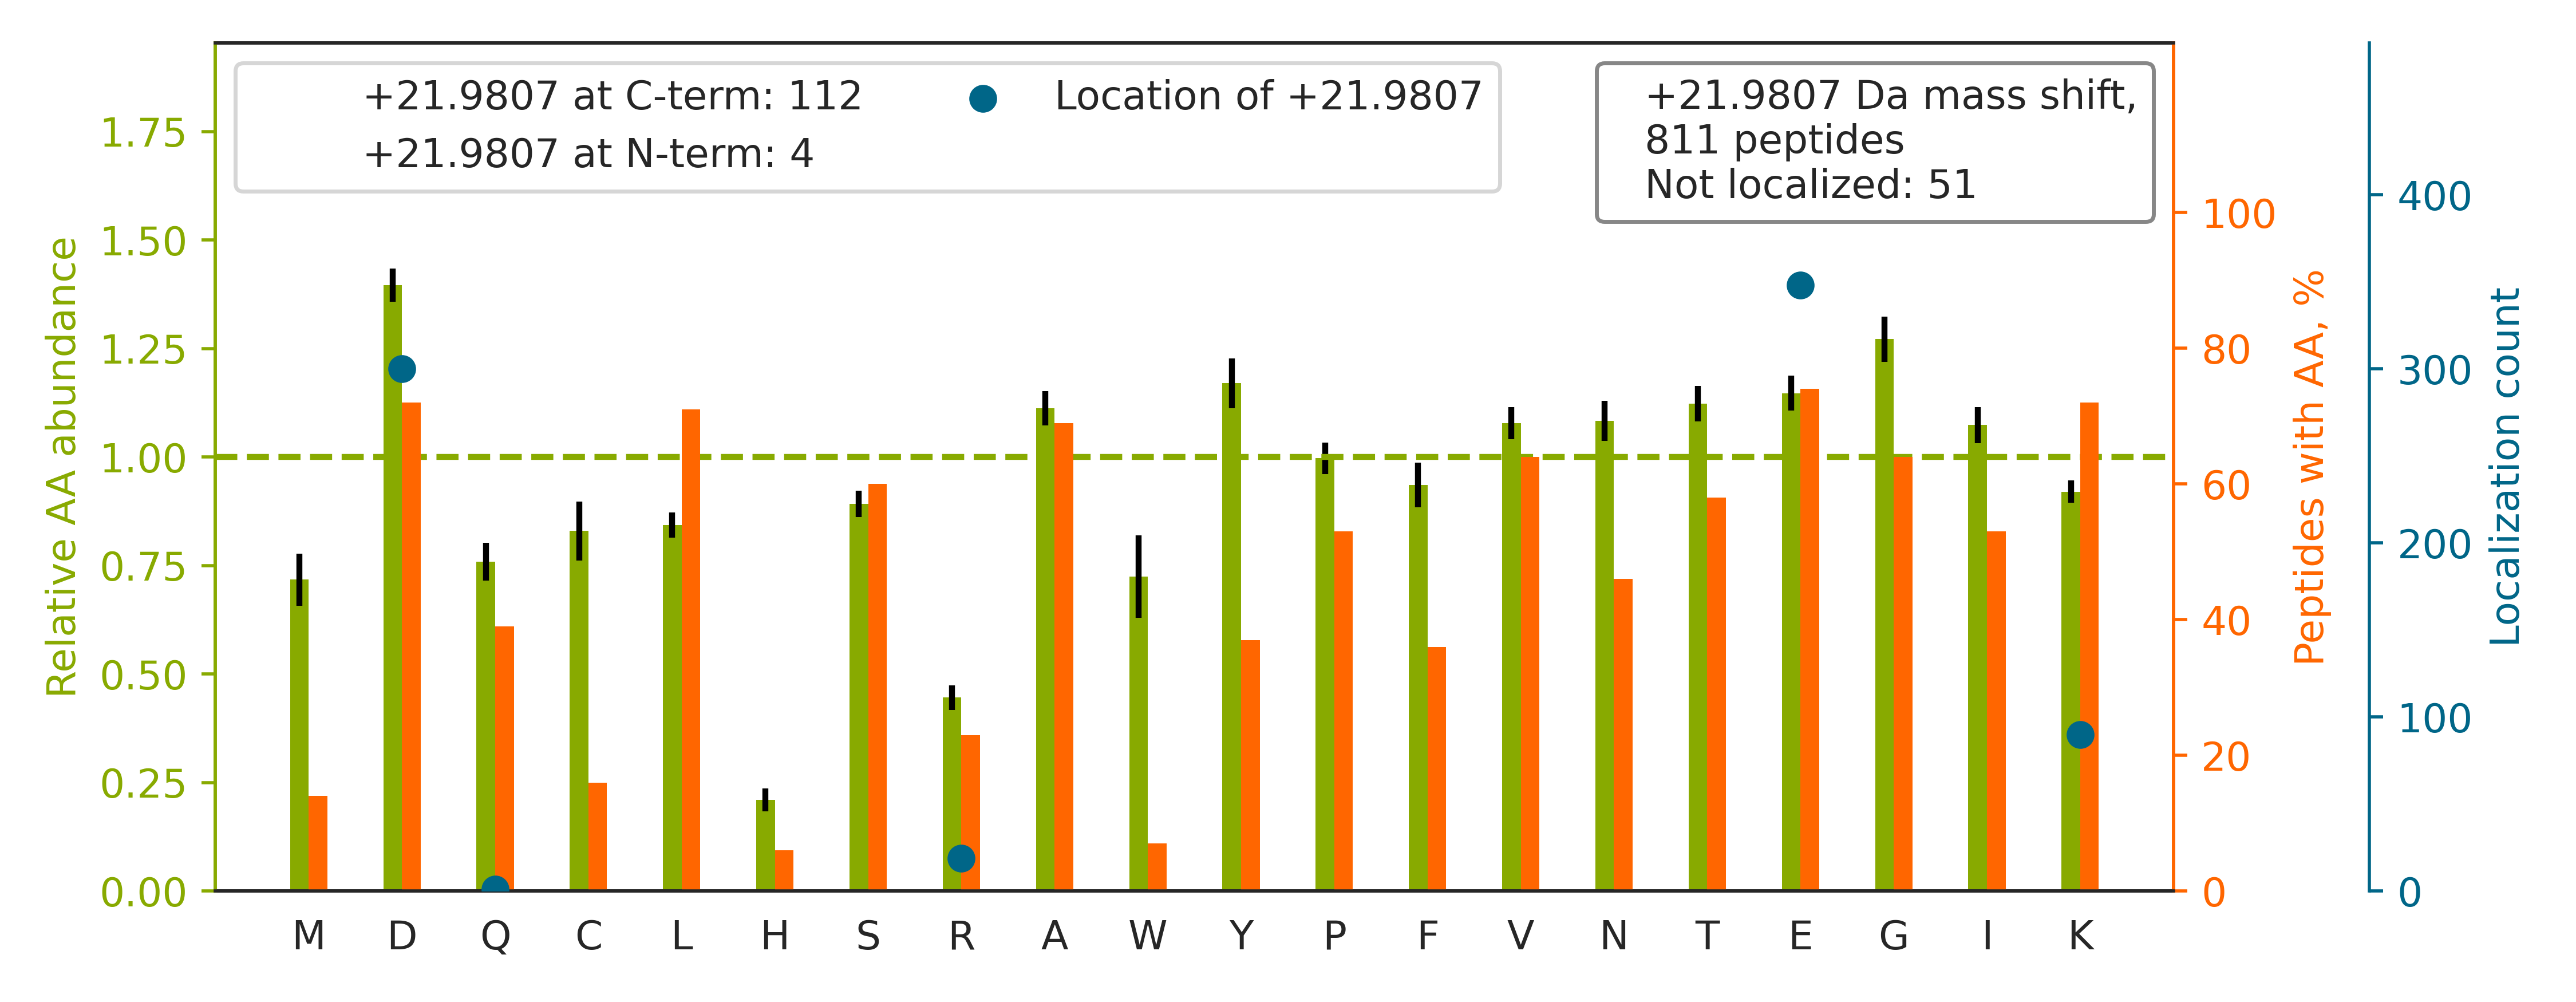 +21.9807 at C-term: 112
+21.9807 at N-term: 4
Location of +21.9807
+21.9807 Da mass shift,
811 peptides
Not localized: 51
Relative AA abundance
1.75
1.50
1.25
1.00
0.75
0.50
0.25
0.00
M D Q C L H S R A W Y P F V N T E G I K
100
80
60
40
20
0
Peptides with AA, %
400
300
200
100
0
Localization count